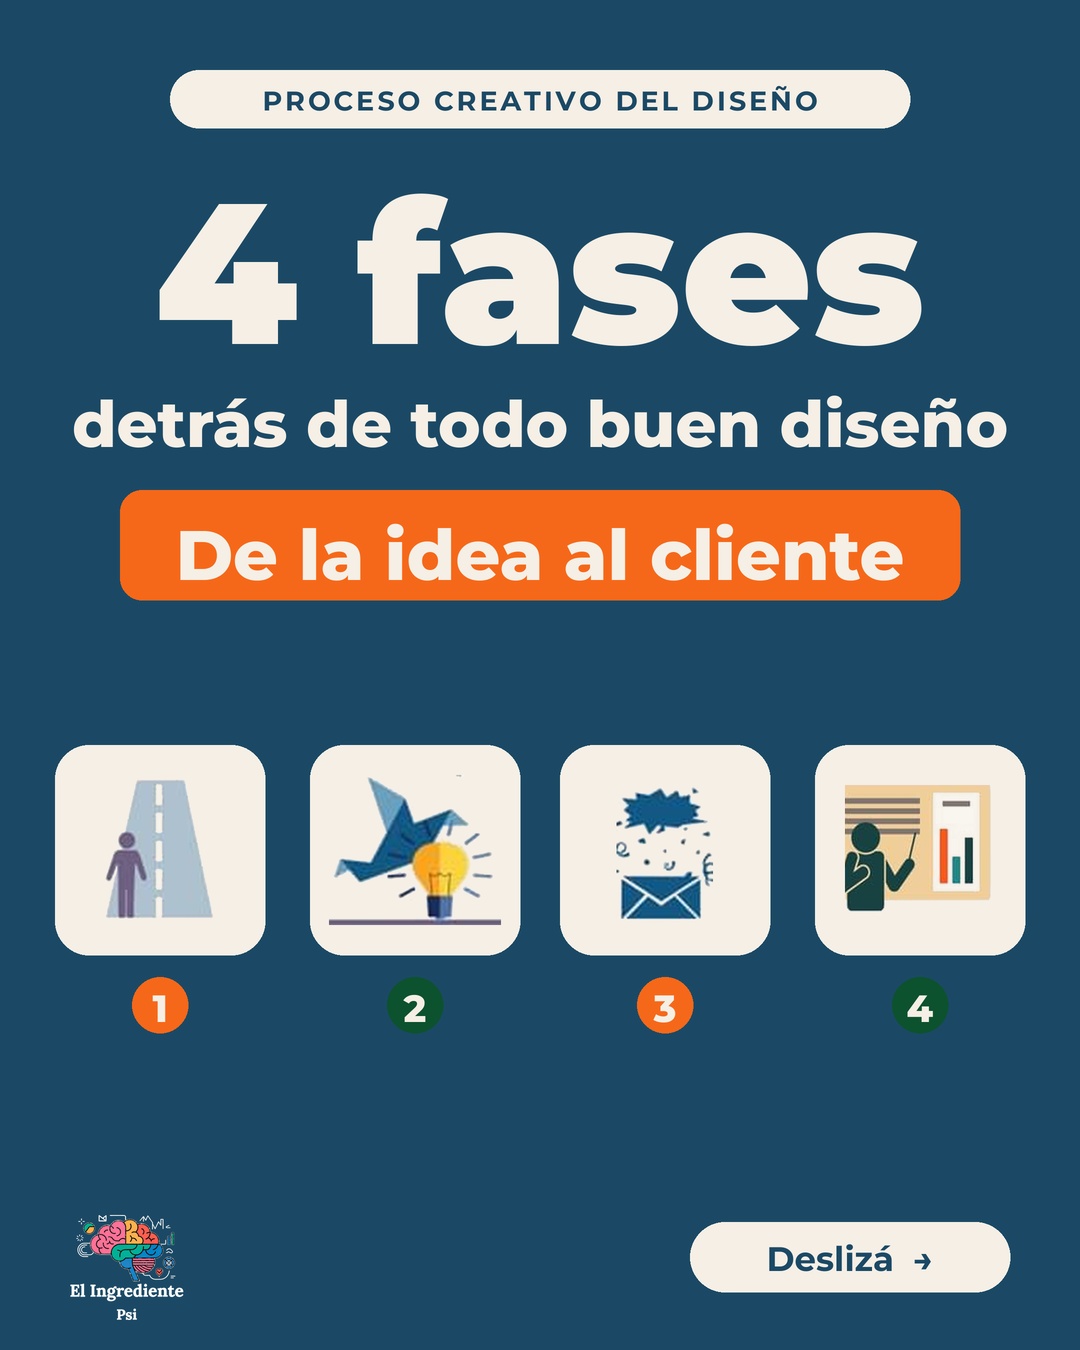 PROCESO CREATIVO DEL DISEÑO
4 fases
detrás de todo buen diseño
De la idea al cliente
1 2 3 4
El Ingrediente
Psi
Deslizá →